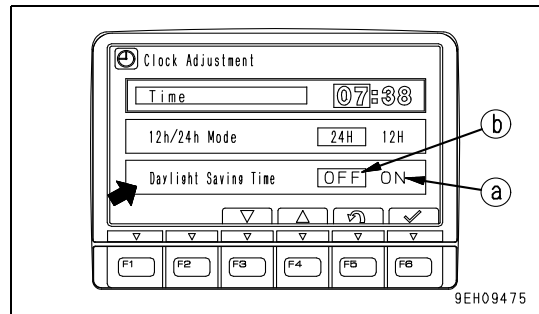 Clock Adjustment
Time 07:38
12h/24h Mode 24H 12H
b
Daylight Saving Time OFF ON
a
F1 F2 F3 F4 F5 F6
9EH09475